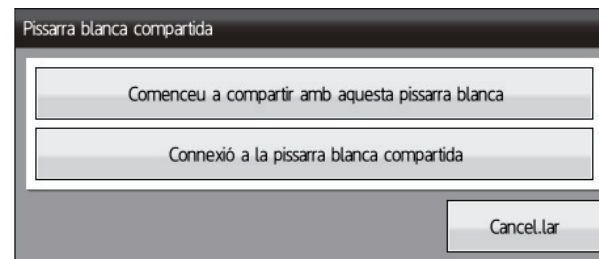 Pissarra blanca compartida
Comenceu a compartir amb aquesta pissarra blanca
Connexió a la pissarra blanca compartida
Cancel.lar